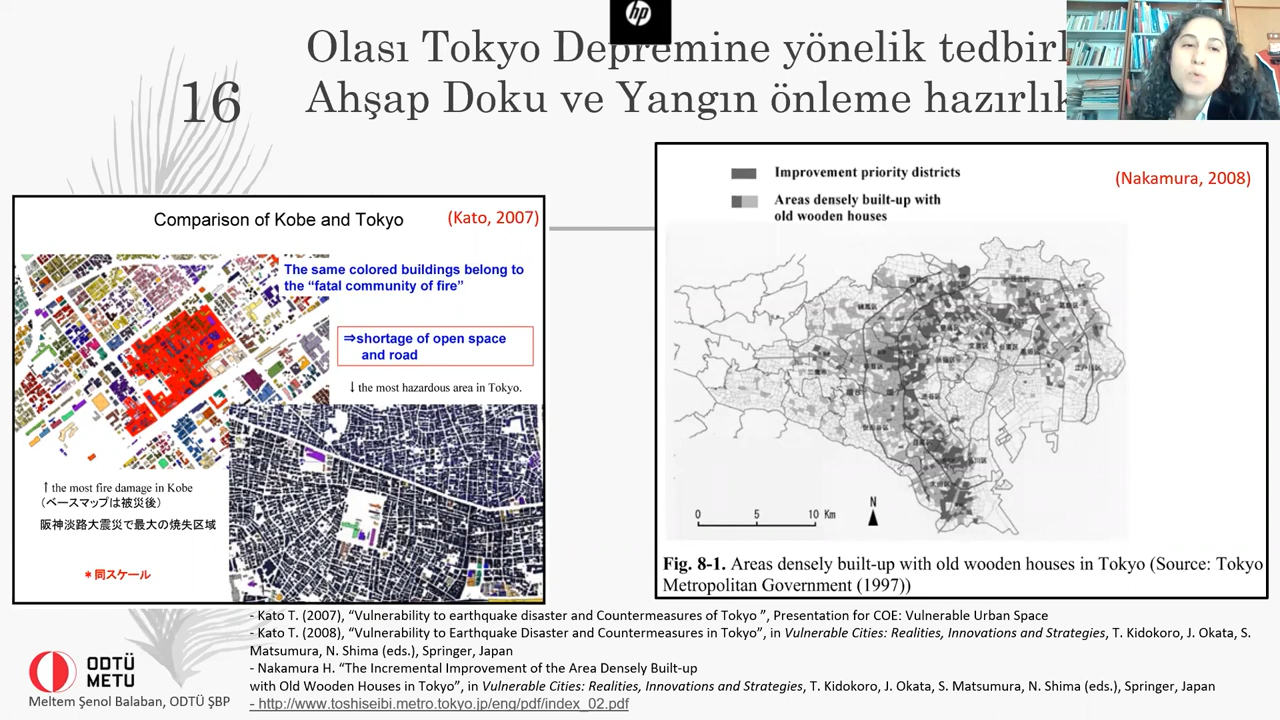 hp
Olası Tokyo Depremine yönelik
Ahşap Doku ve Yangın önleme
16
Comparison of Kobe and Tokyo
(Kato, 2007)
The same colored buildings belong to
the “fatal community of fire”
⇒shortage of open space
and road
↓ the most hazardous area in Tokyo.
↑ the most fire damage in Kobe
(ベースマップは被災後)
阪神淡路大震災で最大の焼失区域
*同スケール
Improvement priority districts
(Nakamura, 2008)
Areas densely built-up with
old wooden houses
N
0 5 10 Km
Fig. 8-1. Areas densely built-up with old wooden houses in Tokyo (Source: Tokyo
Metropolitan Government (1997))
- Kato T. (2007), “Vulnerability to earthquake disaster and Countermeasures of Tokyo ”, Presentation for COE: Vulnerable Urban Space
- Kato T. (2008), “Vulnerability to Earthquake Disaster and Countermeasures in Tokyo”, in Vulnerable Cities: Realities, Innovations and Strategies, T. Kidokoro, J. Okata, S.
Matsumura, N. Shima (eds.), Springer, Japan
- Nakamura H. “The Incremental Improvement of the Area Densely Built-up
with Old Wooden Houses in Tokyo”, in Vulnerable Cities: Realities, Innovations and Strategies, T. Kidokoro, J. Okata, S. Matsumura, N. Shima (eds.), Springer, Japan
- http://www.toshiseibi.metro.tokyo.jp/eng/pdf/index_02.pdf
ODTÜ
METU
Meltem Şenol Balaban, ODTÜ ŞBP